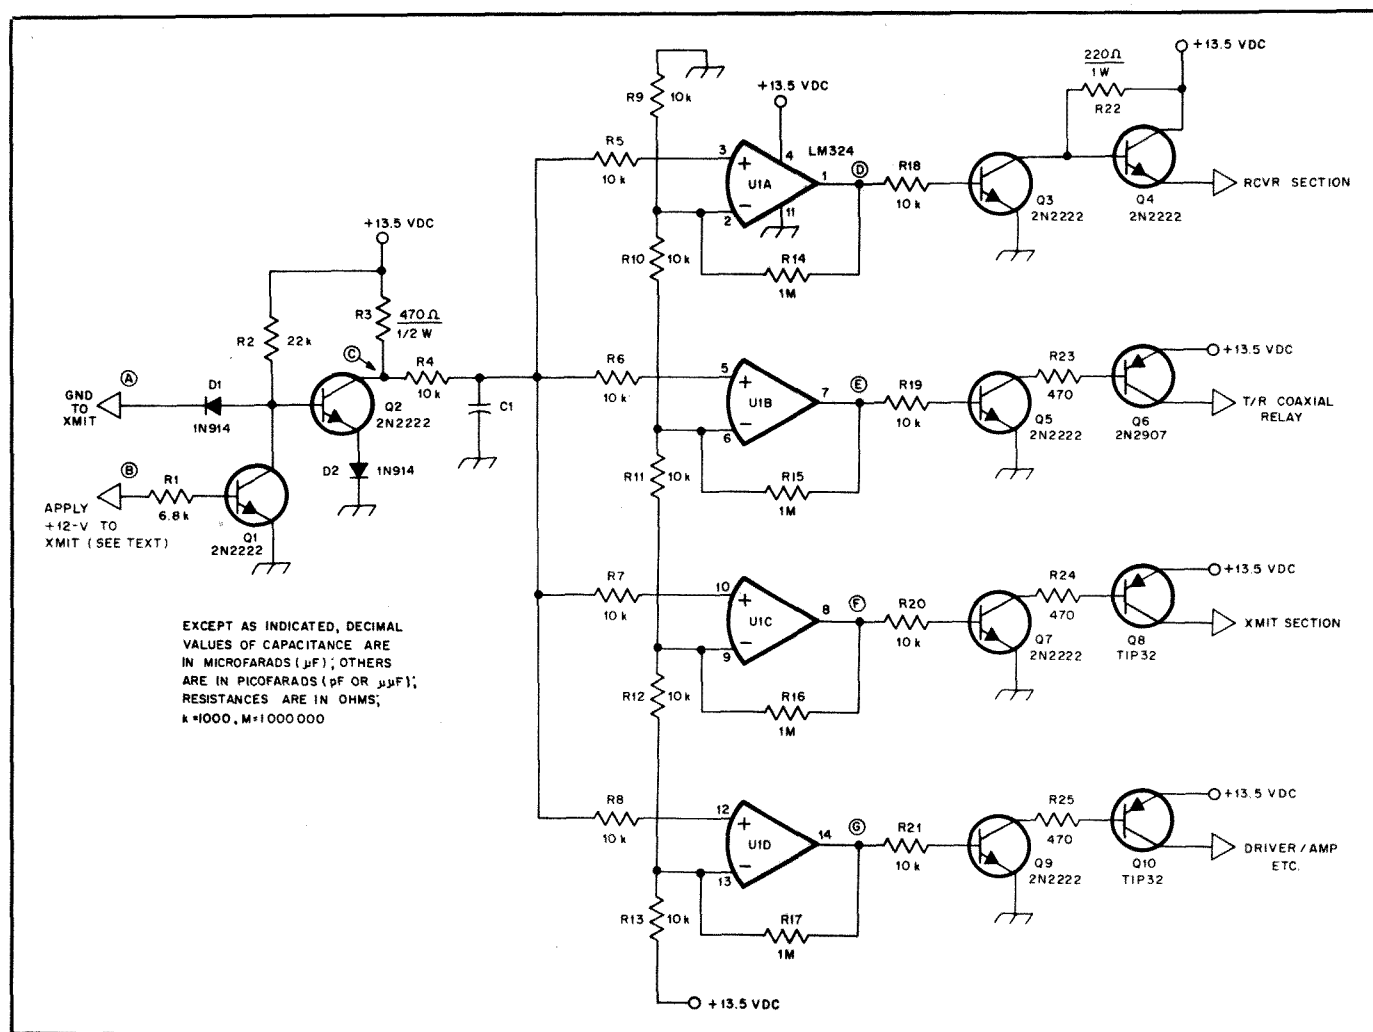 +13.5 VDC
220Ω
1W
R22
R9
10k
+13.5 VDC
R5
10k
3
+
4
LM324
U1A
1
D
R18
10k
11
−
2
Q3
2N2222
Q4
2N2222
RCVR SECTION
R10
10k
R14
1M
+13.5 VDC
R3
470Ω
1/2 W
R2
22k
C
R4
10k
C1
A
GND
TO
XMIT
D1
1N914
Q2
2N2222
D2
1N914
B
R1
6.8k
APPLY
+12-V TO
XMIT (SEE TEXT)
Q1
2N2222
R6
10k
5
+
U1B
7
E
R19
10k
−
6
Q5
2N2222
R23
470
+13.5 VDC
Q6
2N2907
T/R COAXIAL
RELAY
R11
10k
R15
1M
R7
10k
10
+
U1C
8
F
R20
10k
−
9
Q7
2N2222
R24
470
+13.5 VDC
Q8
TIP32
XMIT SECTION
EXCEPT AS INDICATED, DECIMAL
VALUES OF CAPACITANCE ARE
IN MICROFARADS (µF); OTHERS
ARE IN PICOFARADS (pF OR µµF);
RESISTANCES ARE IN OHMS;
k=1000, M=1000000
R12
10k
R16
1M
R8
10k
12
+
U1D
14
G
R21
10k
−
13
Q9
2N2222
R25
470
+13.5 VDC
Q10
TIP32
DRIVER/AMP
ETC.
R13
10k
R17
1M
+13.5 VDC